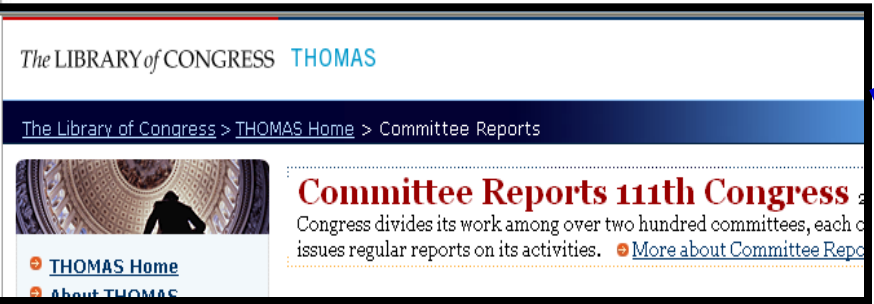 The LIBRARY of CONGRESS THOMAS
The Library of Congress > THOMAS Home > Committee Reports
Committee Reports 111th Congress
Congress divides its work among over two hundred committees, each
issues regular reports on its activities. More about Committee
THOMAS Home
About THOMAS